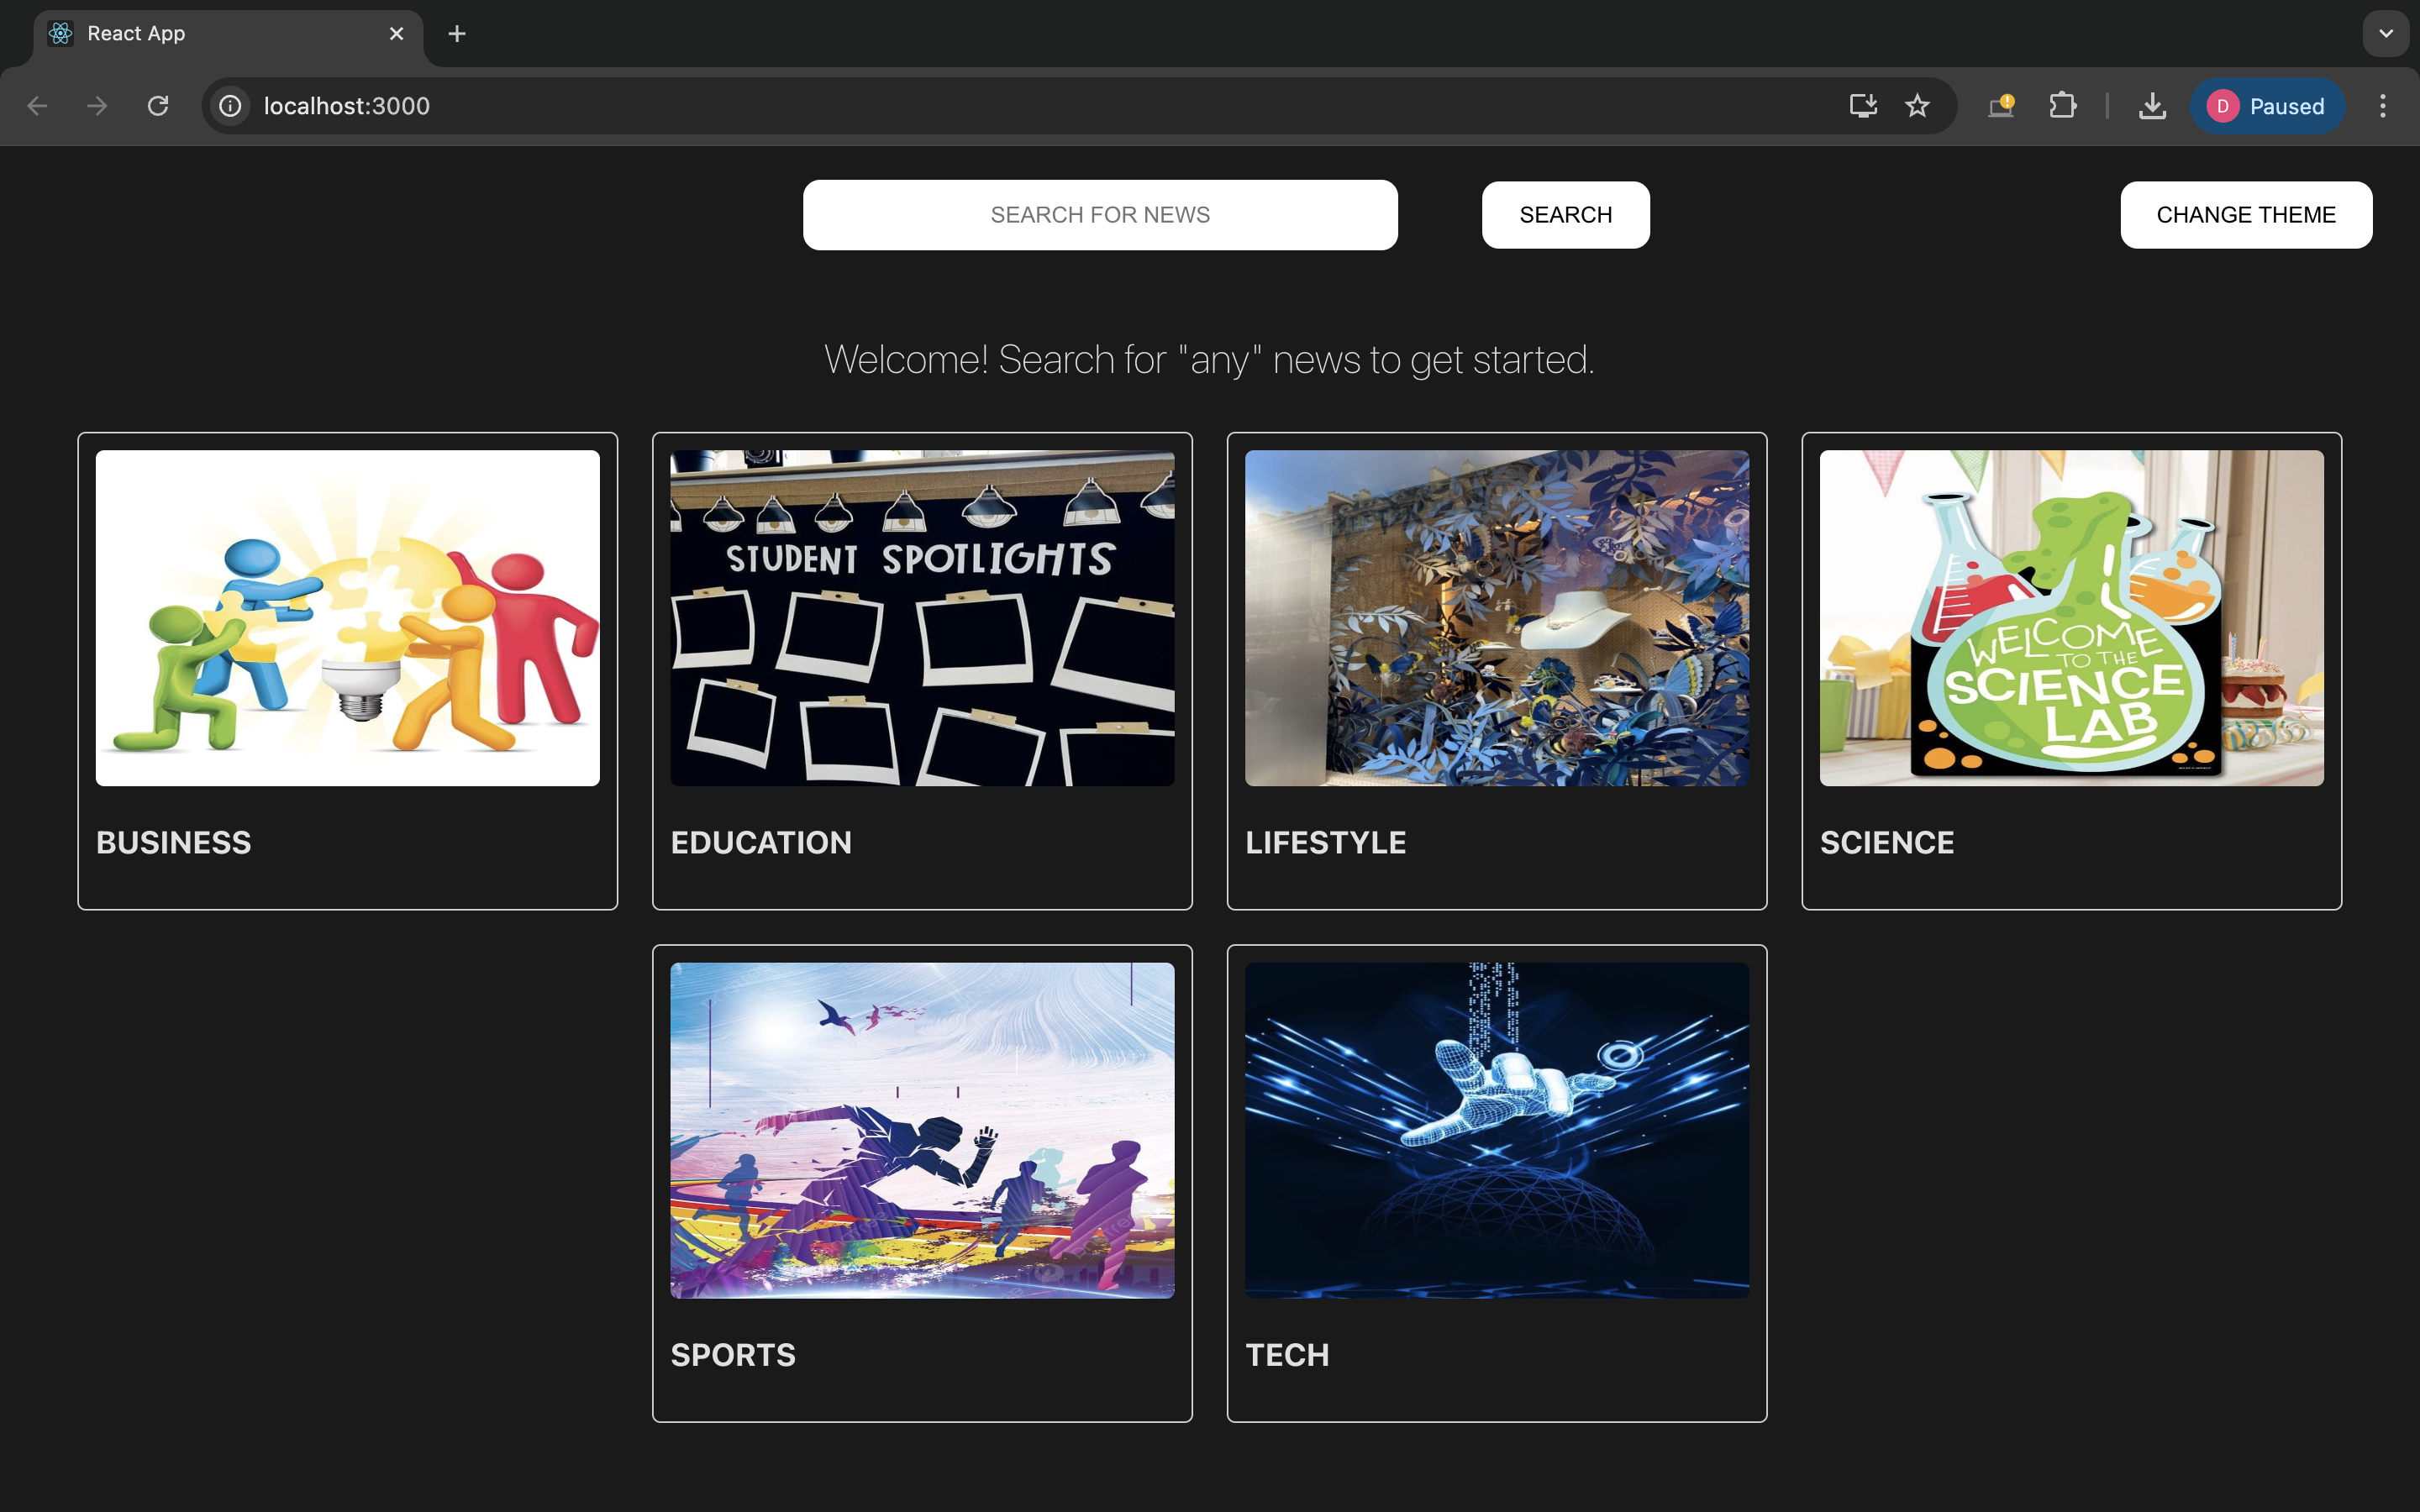 React App
localhost:3000
D Paused
SEARCH FOR NEWS
SEARCH
CHANGE THEME
Welcome! Search for "any" news to get started.
STUDENT SPOTLIGHTS
WELCOME
TO THE
SCIENCE
LAB
BUSINESS
EDUCATION
LIFESTYLE
SCIENCE
SPORTS
TECH